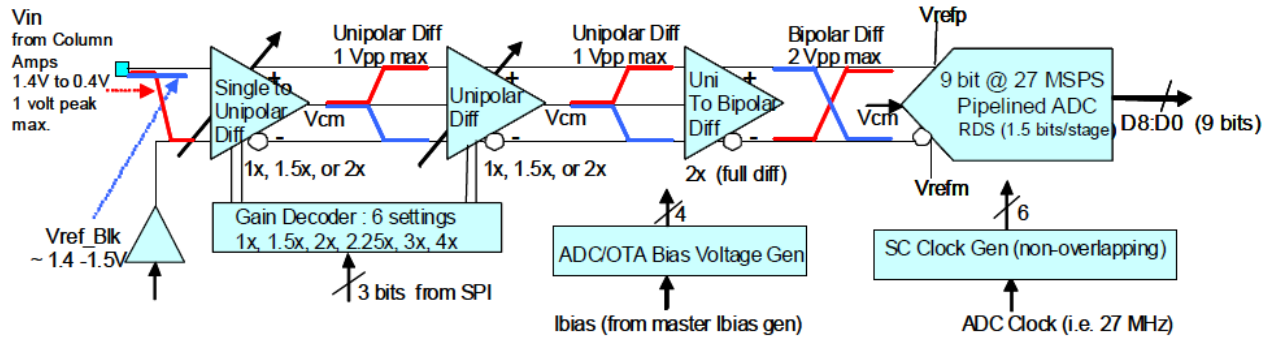 Vin
from Column
Amps
1.4V to 0.4V
1 volt peak
max.
Vref_Blk
~ 1.4 -1.5V
Single to
Unipolar
Diff
+
-
1x, 1.5x, or 2x
Unipolar Diff
1 Vpp max
Vcm
Unipolar
Diff
+
-
1x, 1.5x, or 2x
Unipolar Diff
1 Vpp max
Vcm
Uni
To Bipolar
Diff
+
-
2x (full diff)
Bipolar Diff
2 Vpp max
Vcm
Vrefp
9 bit @ 27 MSPS
Pipelined ADC
RDS (1.5 bits/stage)
Vrefm
D8:D0 (9 bits)
Gain Decoder : 6 settings
1x, 1.5x, 2x, 2.25x, 3x, 4x
3 bits from SPI
4
ADC/OTA Bias Voltage Gen
Ibias (from master Ibias gen)
6
SC Clock Gen (non-overlapping)
ADC Clock (i.e. 27 MHz)